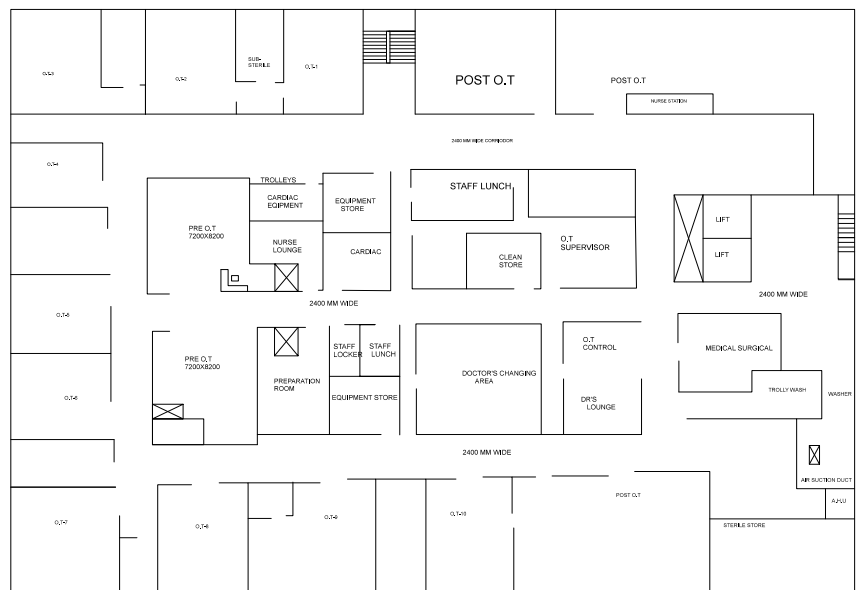 SUB-
STERILE
O.T-1
O.T-2
O.T-3
POST O.T
POST O.T
NURSE STATION
2400 MM WIDE CORRIODOR
O.T-4
TROLLEYS
CARDIAC
EQIPMENT
EQUIPMENT
STORE
STAFF LUNCH
PRE O.T
7200X8200
NURSE
LOUNGE
CARDIAC
CLEAN
STORE
O.T
SUPERVISOR
LIFT
LIFT
2400 MM WIDE
2400 MM WIDE
O.T-5
PRE O.T
7200X8200
STAFF
LOCKER
STAFF
LUNCH
PREPARATION
ROOM
EQUIPMENT STORE
DOCTOR'S CHANGING
AREA
O.T
CONTROL
DR'S
LOUNGE
MEDICAL SURGICAL
TROLLY WASH
WASHER
O.T-6
2400 MM WIDE
AIR SUCTION DUCT
A.H.U
STERILE STORE
POST O.T
O.T-7
O.T-8
O.T-9
O.T-10